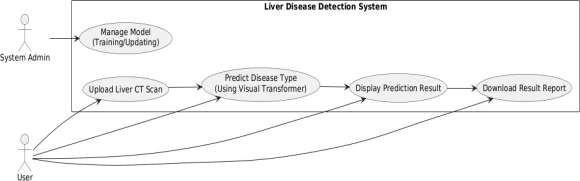 Liver Disease Detection System
Manage Model
(Training/Updating)
System Admin
Predict Disease Type
(Using Visual Transformer)
Upload Liver CT Scan
Display Prediction Result
Download Result Report
User